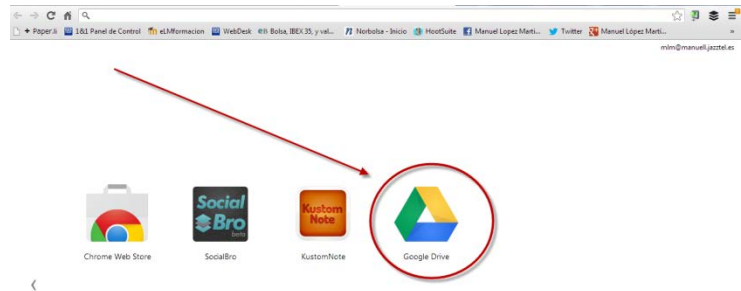 + Paper.li 1&1 Panel de Control eLMformacion WebDesk Bolsa, IBEX 35, y val... Norbolsa - Inicio HootSuite Manuel Lopez Marti... Twitter Manuel López Marti... »
mlm@manuell.jazztel.es
Social
Bro
beta
Kustom
Note
Chrome Web Store SocialBro KustomNote Google Drive